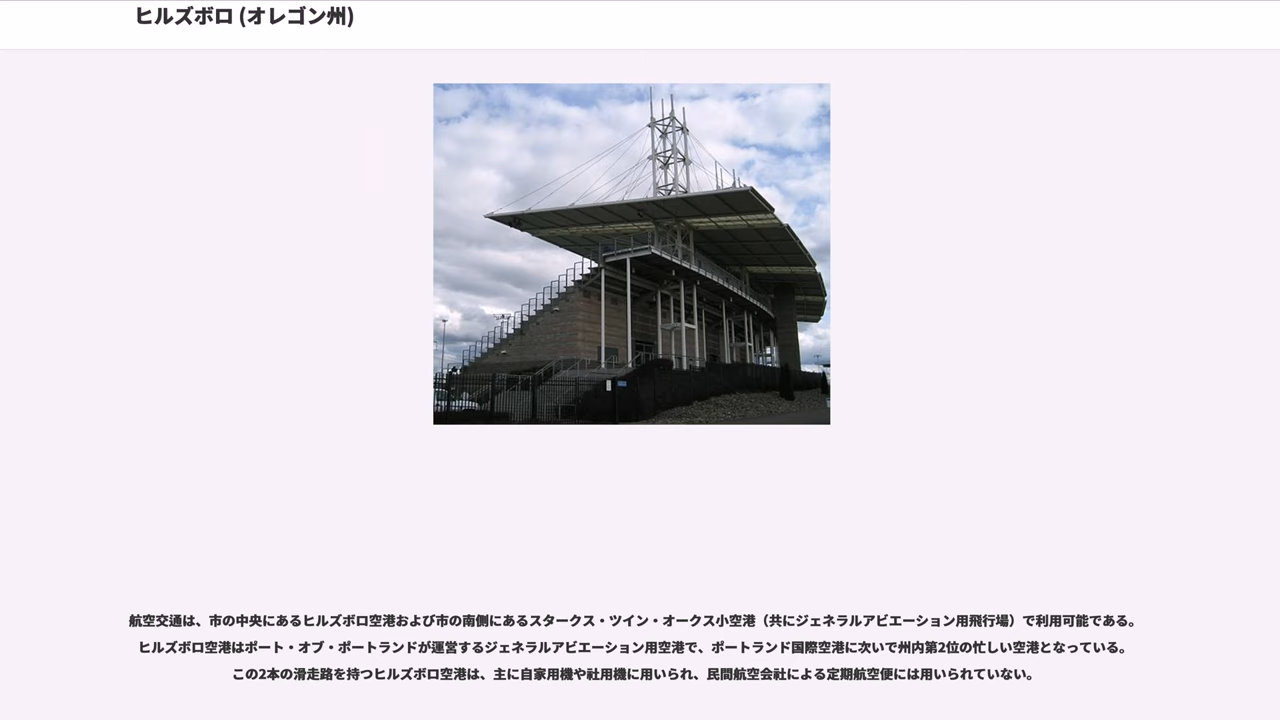 ヒルズボロ (オレゴン州)
航空交通は、市の中央にあるヒルズボロ空港および市の南側にあるスタークス・ツイン・オークス小空港（共にジェネラルアビエーション用飛行場）で利用可能である。
ヒルズボロ空港はポート・オブ・ポートランドが運営するジェネラルアビエーション用空港で、ポートランド国際空港に次いで州内第2位の忙しい空港となっている。
この2本の滑走路を持つヒルズボロ空港は、主に自家用機や社用機に用いられ、民間航空会社による定期航空便には用いられていない。